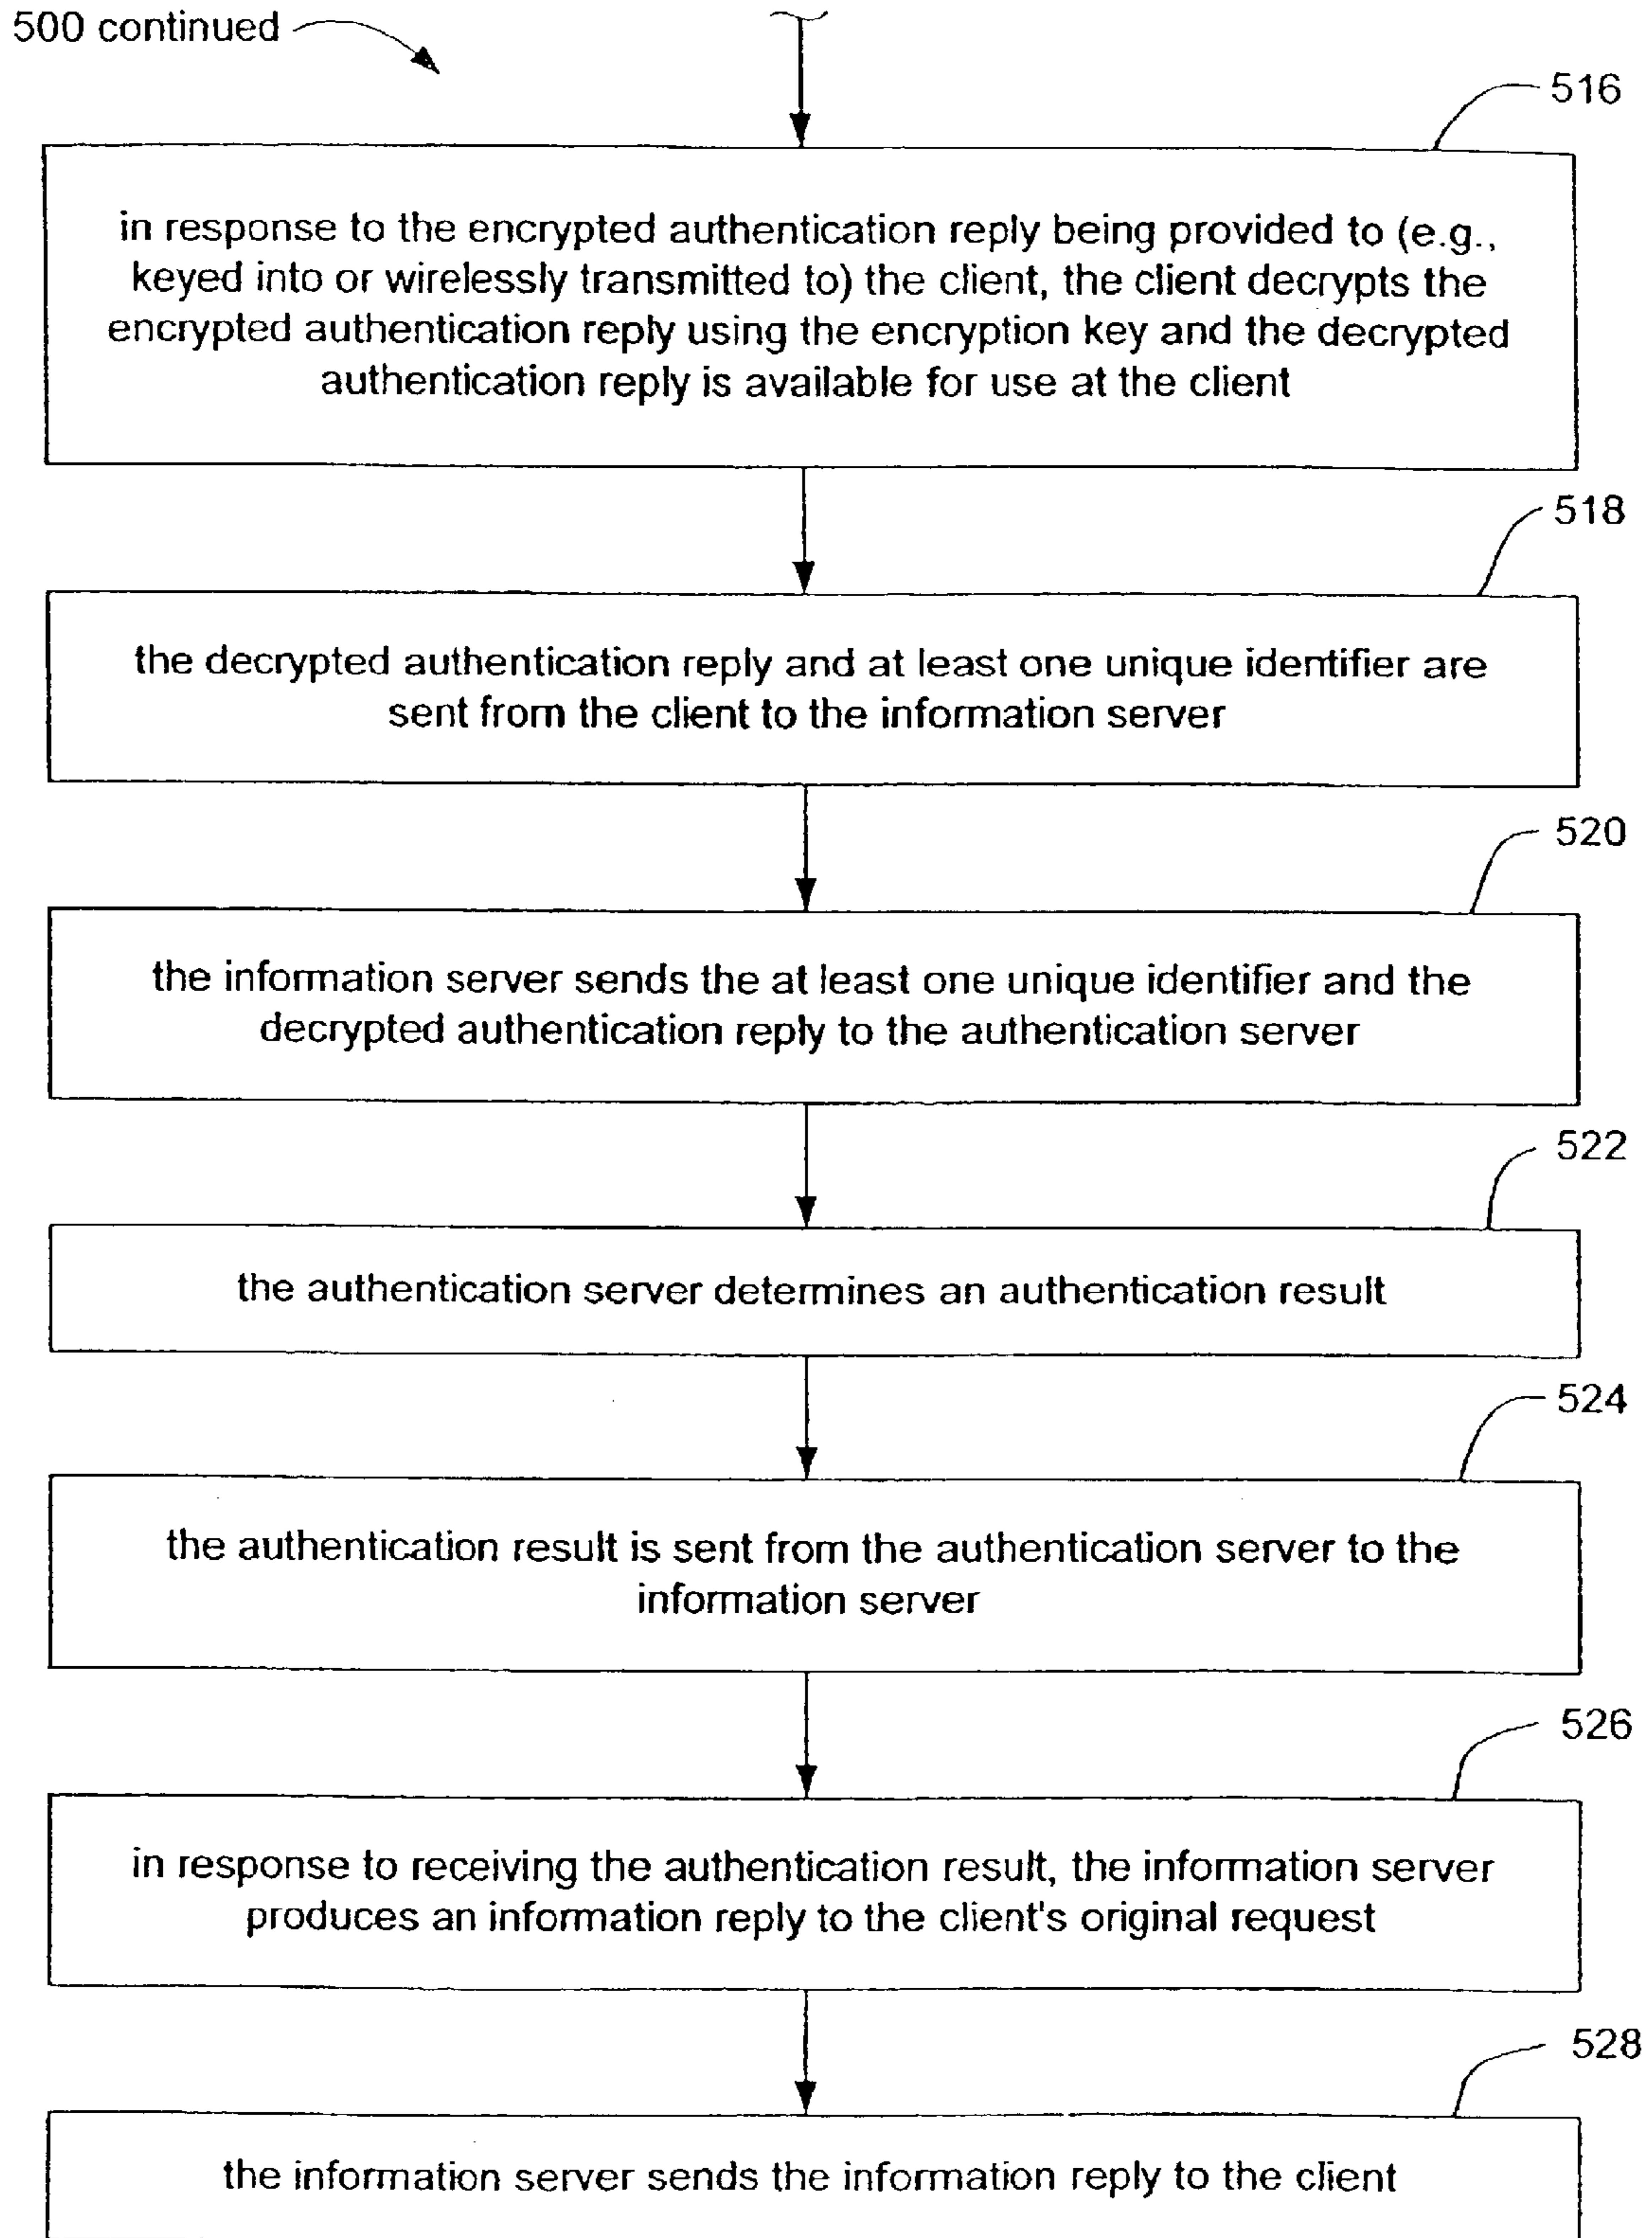 500 continued
516
in response to the encrypted authentication reply being provided to (e.g.,
keyed into or wirelessly transmitted to) the client, the client decrypts the
encrypted authentication reply using the encryption key and the decrypted
authentication reply is available for use at the client
518
the decrypted authentication reply and at least one unique identifier are
sent from the client to the information server
520
the information server sends the at least one unique identifier and the
decrypted authentication reply to the authentication server
522
the authentication server determines an authentication result
524
the authentication result is sent from the authentication server to the
information server
526
in response to receiving the authentication result, the information server
produces an information reply to the client's original request
528
the information server sends the information reply to the client